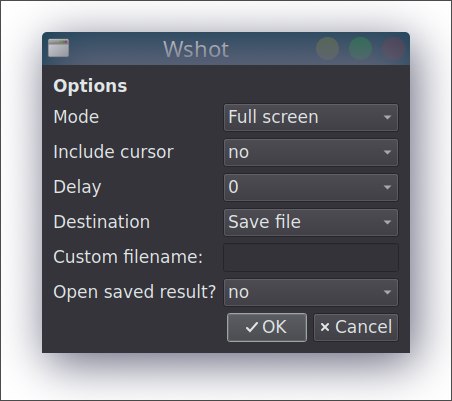 Wshot
Options
Mode Full screen
Include cursor no
Delay 0
Destination Save file
Custom filename:
Open saved result? no
OK Cancel